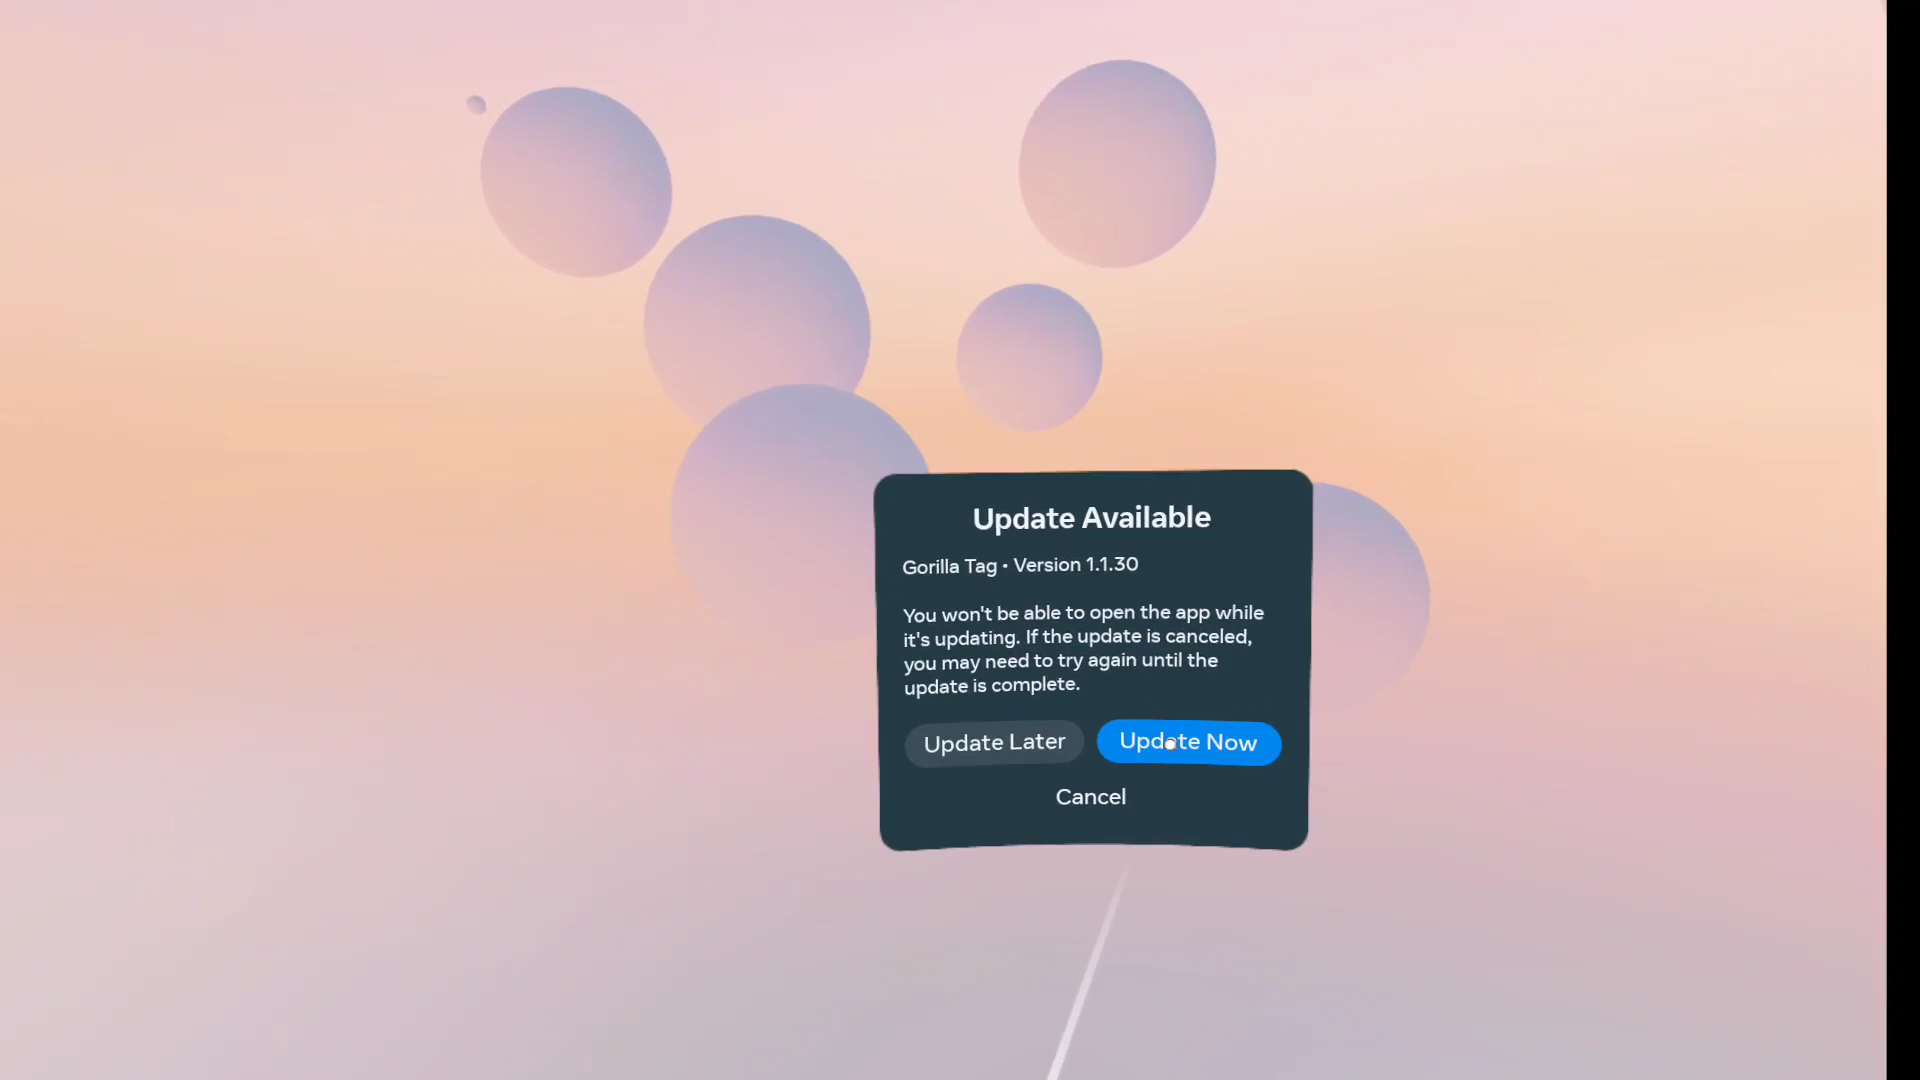 Update Available
Gorilla Tag • Version 1.1.30
You won't be able to open the app while
it's updating. If the update is canceled,
you may need to try again until the
update is complete.
Update Later
Update Now
Cancel